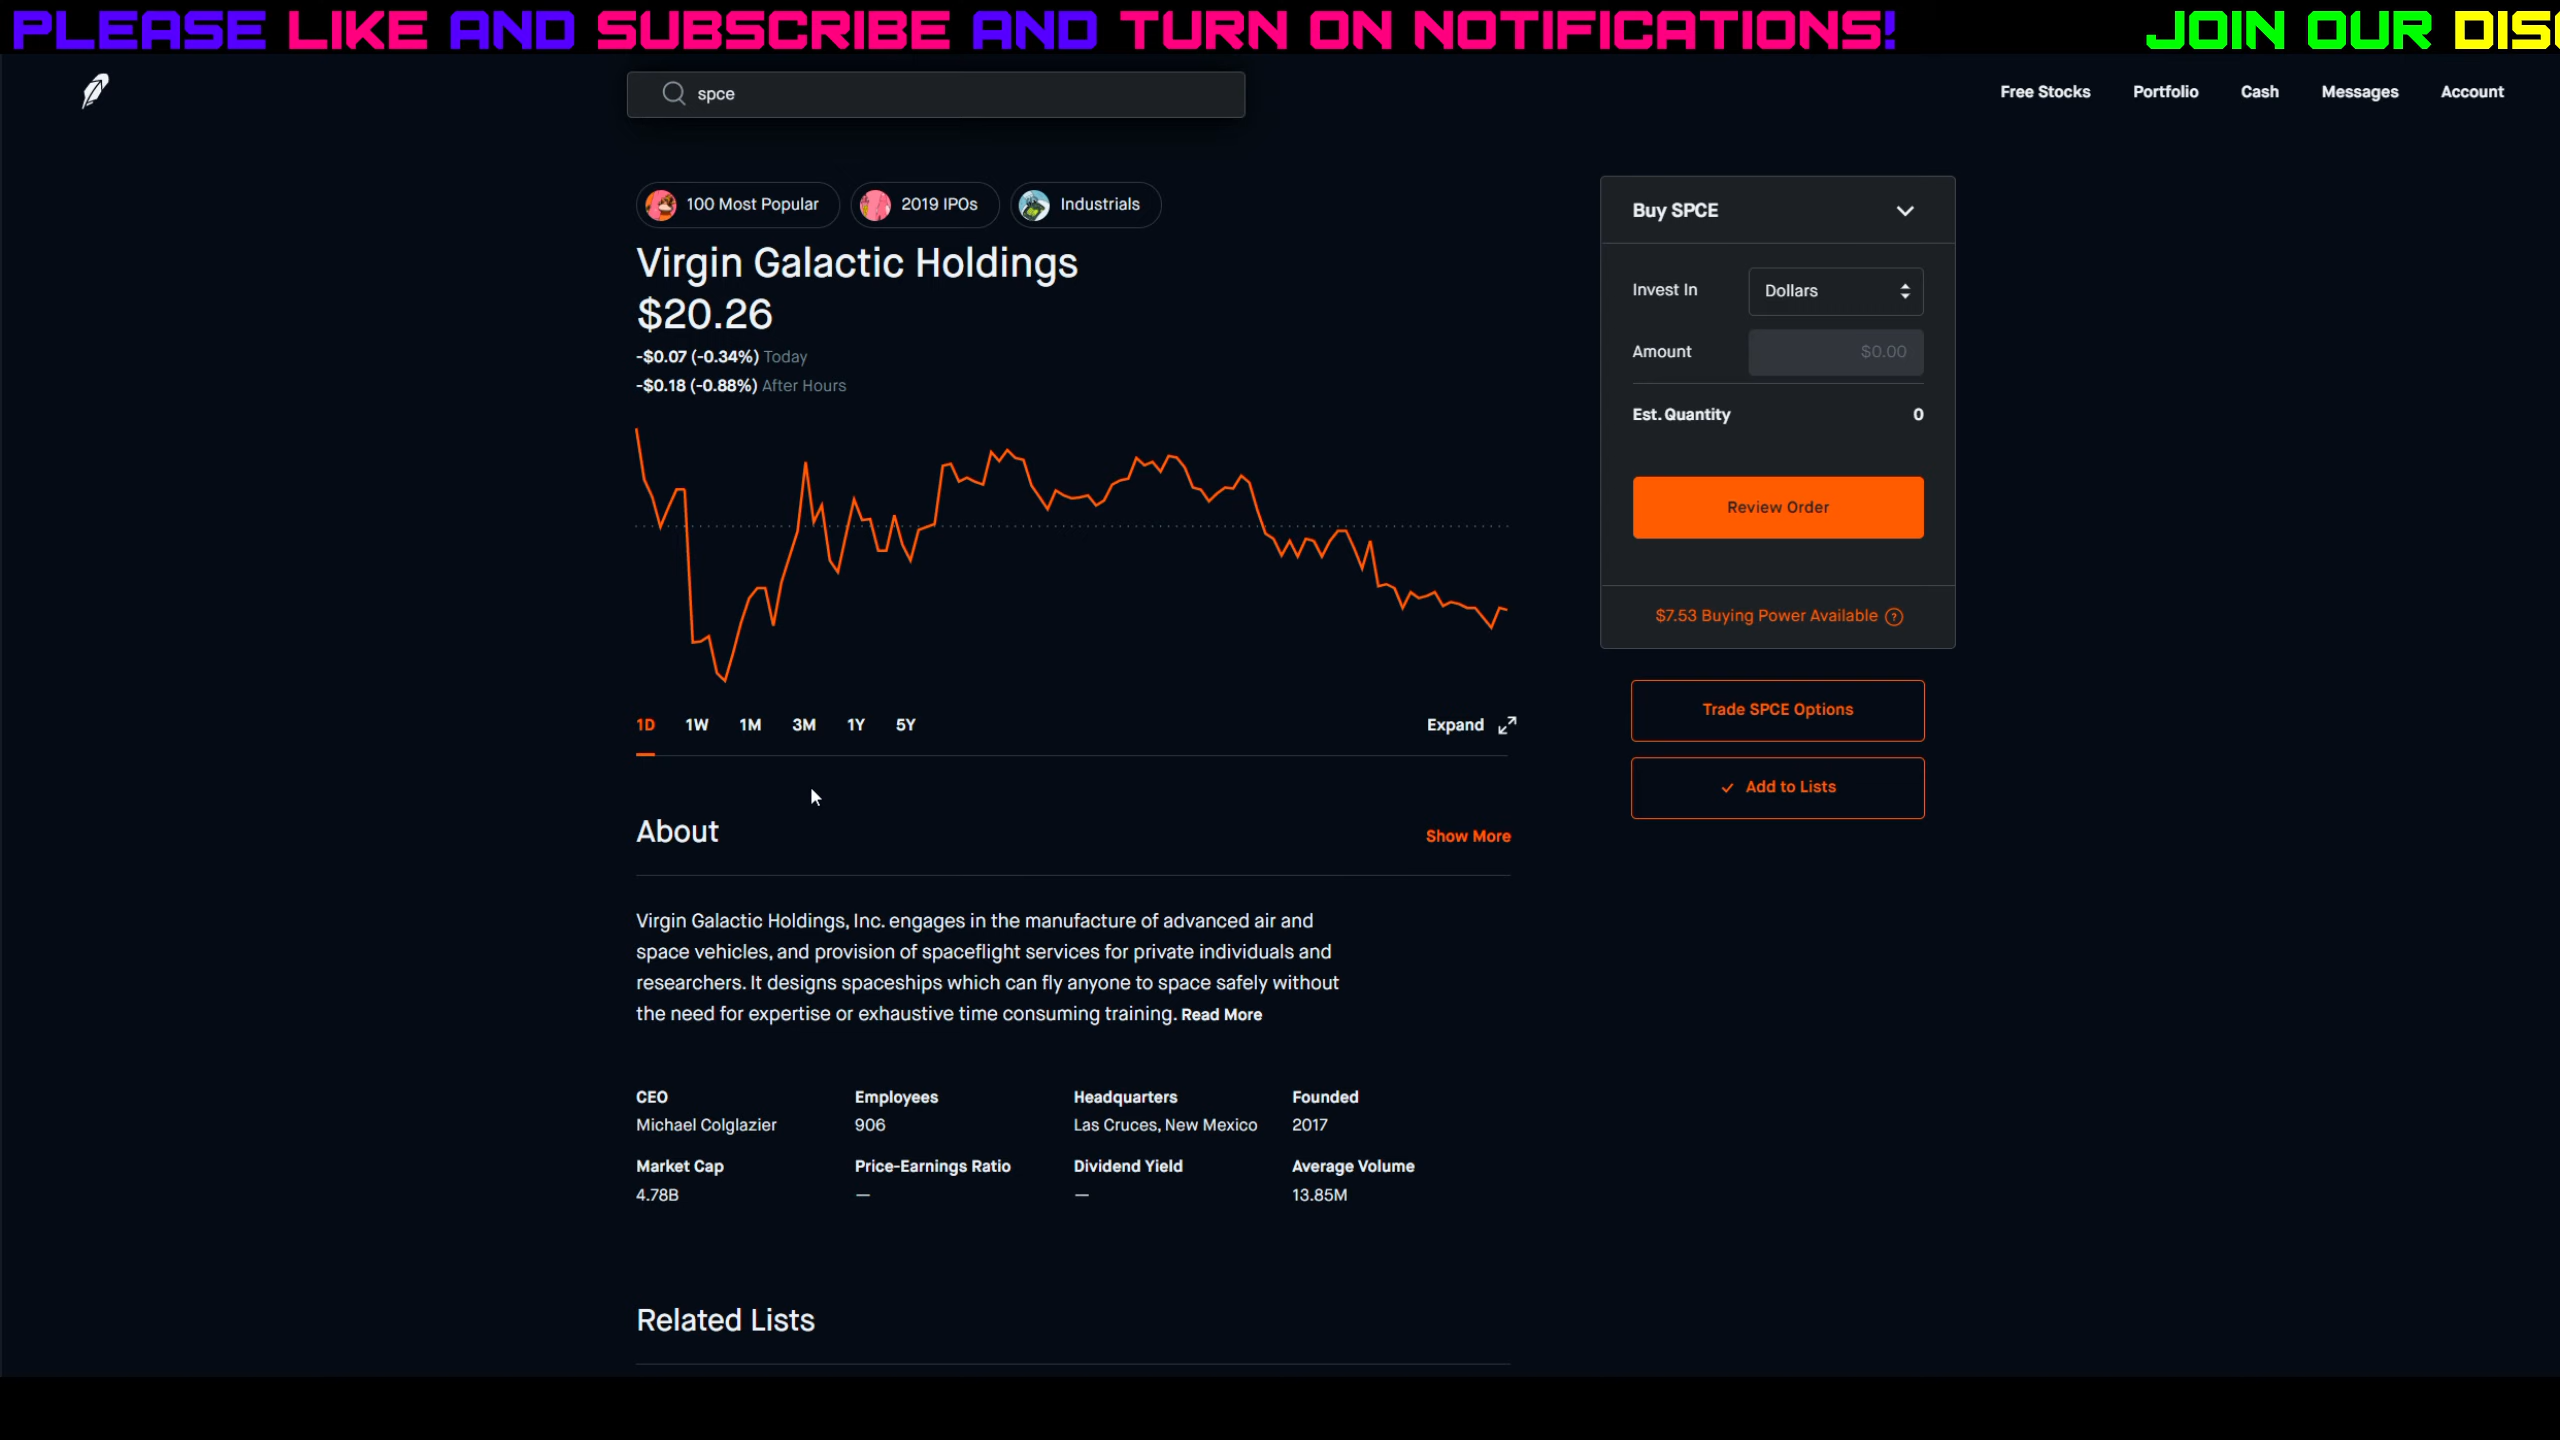 PLEASE LIKE AND SUBSCRIBE AND TURN ON NOTIFICATIONS! JOIN OUR
spce
Free Stocks Portfolio Cash Messages Account
100 Most Popular 2019 IPOs Industrials
Virgin Galactic Holdings
$20.26
-$0.07 (-0.34%) Today
-$0.18 (-0.88%) After Hours
1D 1W 1M 3M 1Y 5Y Expand
Buy SPCE
Invest In Dollars
Amount $0.00
Est. Quantity 0
Review Order
$7.53 Buying Power Available ?
Trade SPCE Options
Add to Lists
About Show More
Virgin Galactic Holdings, Inc. engages in the manufacture of advanced air and
space vehicles, and provision of spaceflight services for private individuals and
researchers. It designs spaceships which can fly anyone to space safely without
the need for expertise or exhaustive time consuming training. Read More
CEO Employees Headquarters Founded
Michael Colglazier 906 Las Cruces, New Mexico 2017
Market Cap Price-Earnings Ratio Dividend Yield Average Volume
4.78B — — 13.85M
Related Lists